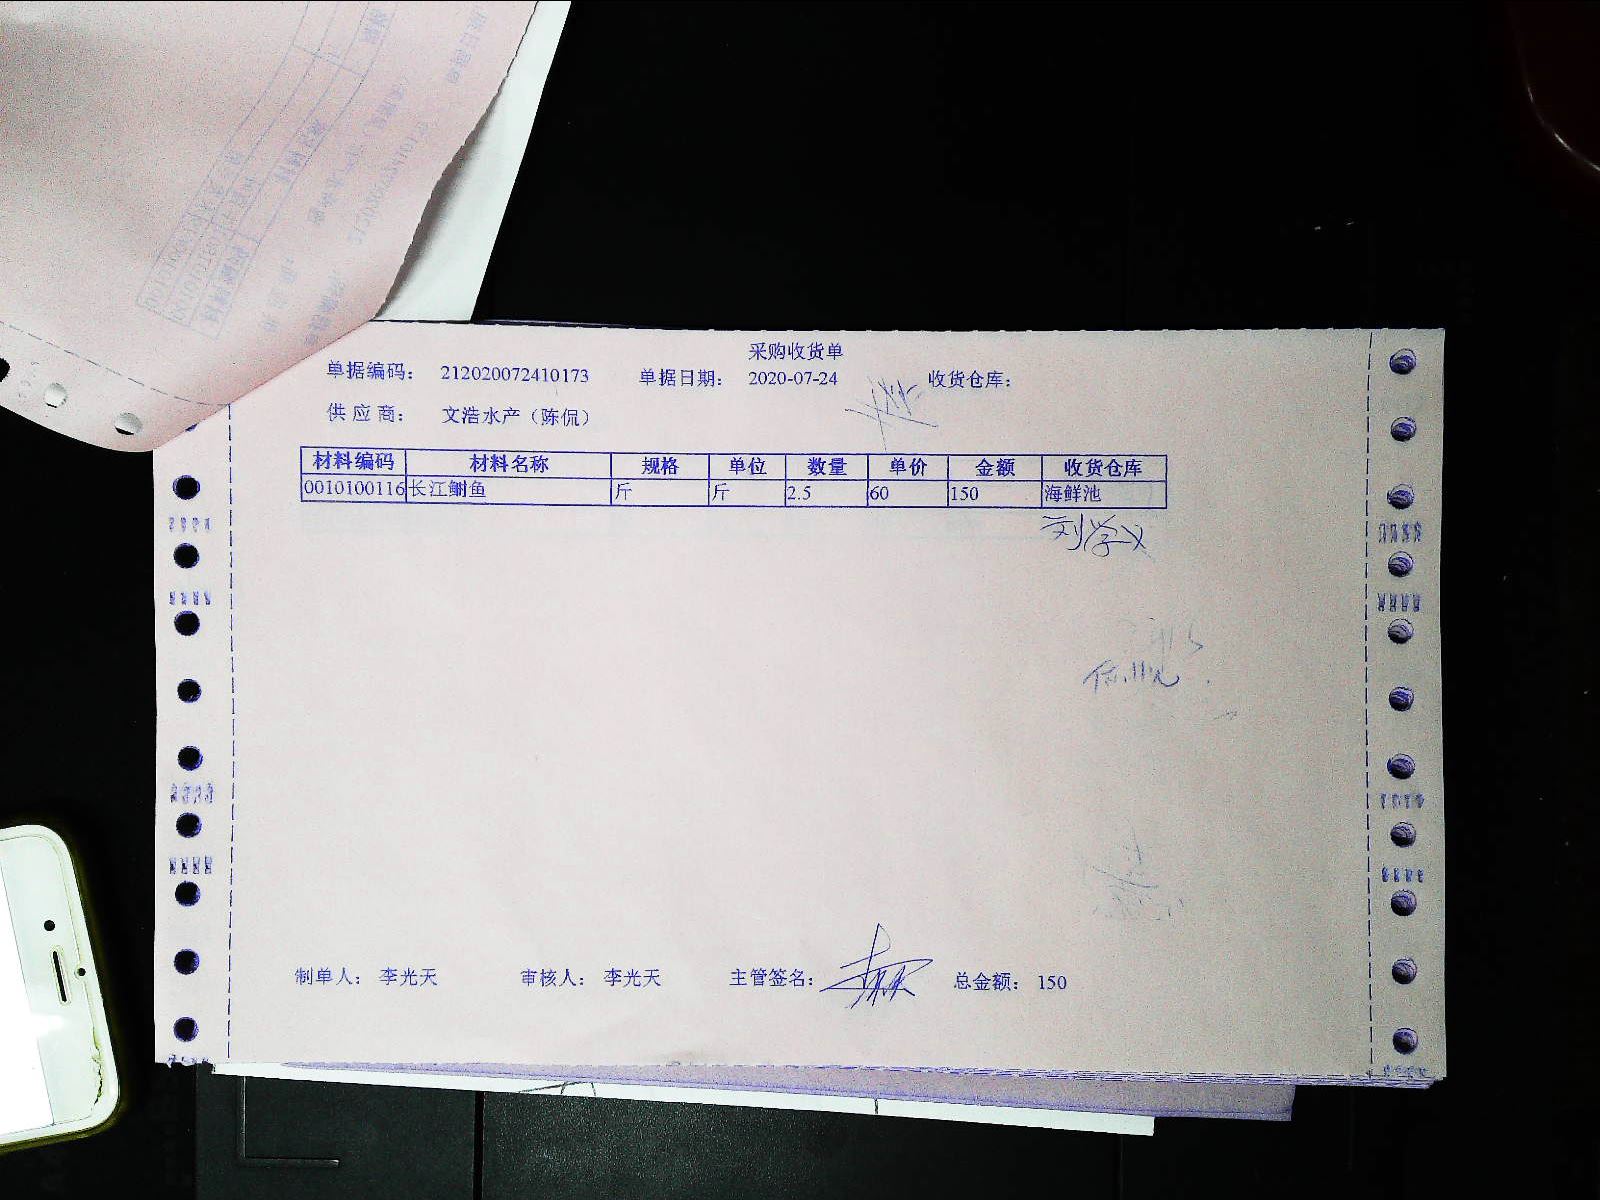 采购收货单
单据编码： 212020072410173 单据日期： 2020-07-24 收货仓库：
供应商： 文浩水产（陈侃）
材料编码 材料名称 规格 单位 数量 单价 金额 收货仓库
0010100116 长江鮰鱼 斤 斤 2.5 60 150 海鲜池
刘学义
制单人： 李光天 审核人： 李光天 主管签名： 总金额： 150